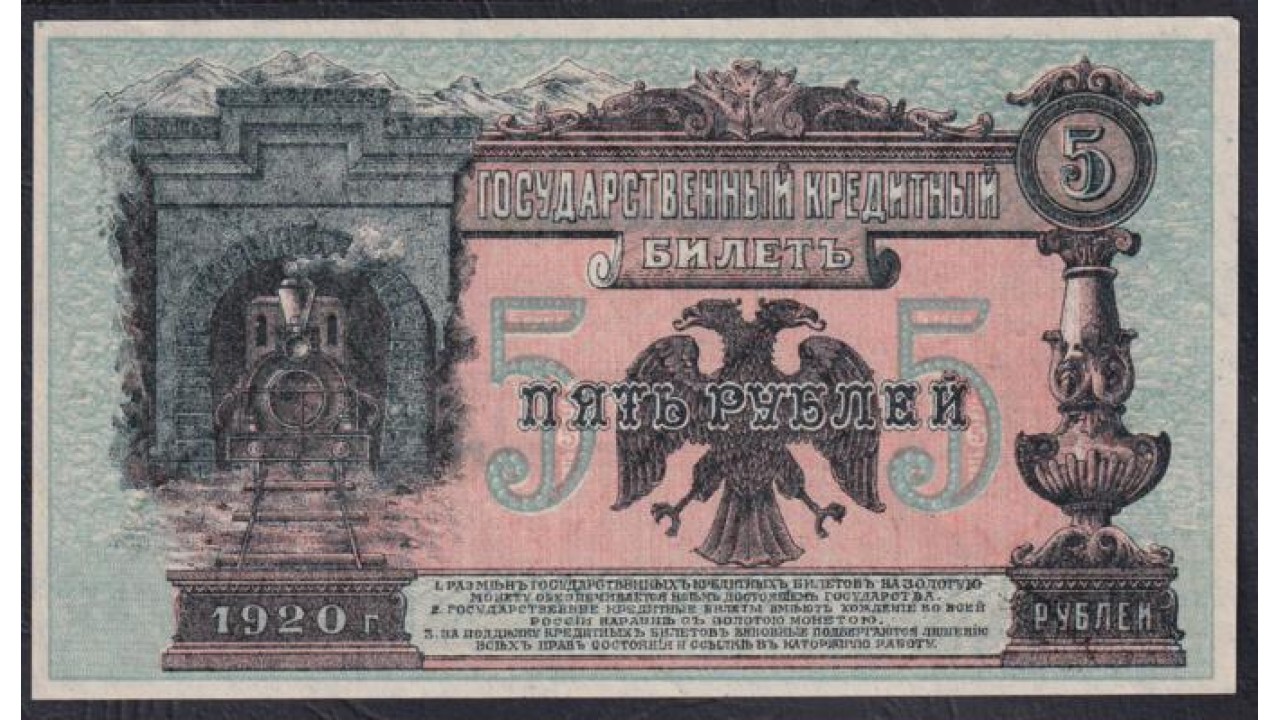 5
ГОСУДАРСТВЕННЫЙ КРЕДИТНЫЙ
БИЛЕТЪ
5 5
ПЯТЬ РУБЛЕЙ
1. РАЗМѢНЪ ГОСУДАРСТВЕННЫХЪ КРЕДИТНЫХЪ БИЛЕТОВЪ НА ЗОЛОТУЮ
МОНЕТУ ОБЕЗПЕЧИВАЕТСЯ ВСѢМЪ ДОСТОЯНІЕМЪ ГОСУДАРСТВА.
2. ГОСУДАРСТВЕННЫЕ КРЕДИТНЫЕ БИЛЕТЫ ИМѢЮТЪ ХОЖДЕНІЕ ВО ВСЕЙ
РОССІИ НАРАВНѢ СЪ ЗОЛОТОЮ МОНЕТОЮ.
3. ЗА ПОДДѢЛКУ КРЕДИТНЫХЪ БИЛЕТОВЪ ВИНОВНЫЕ ПОДВЕРГАЮТСЯ ЛИШЕНІЮ
ВСѢХЪ ПРАВЪ СОСТОЯНІЯ И ССЫЛКѢ ВЪ КАТОРЖНУЮ РАБОТУ.
1920 г
РУБЛЕЙ